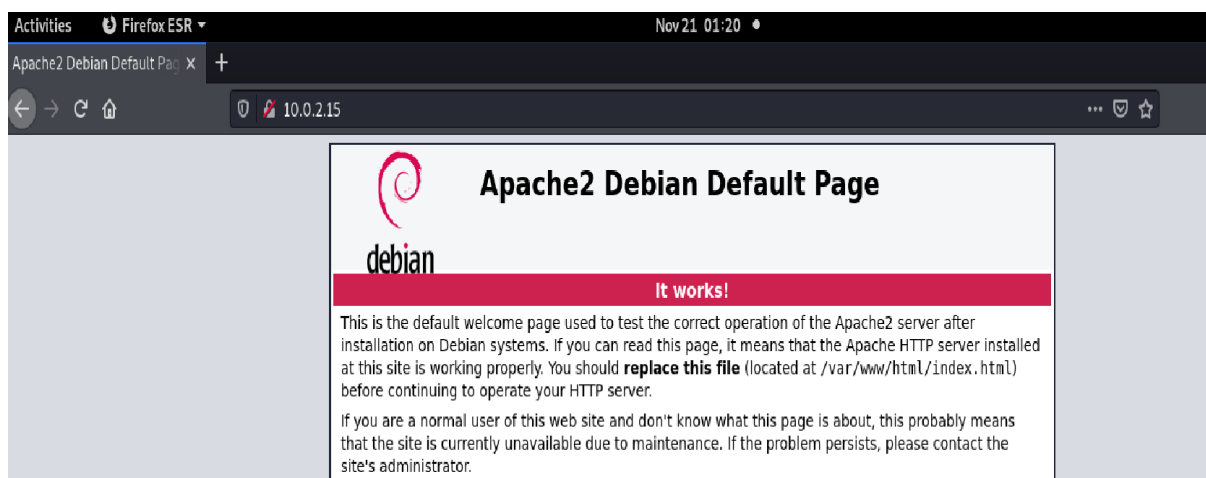 Activities Firefox ESR Nov 21 01:20
Apache2 Debian Default Pag
10.0.2.15
debian
Apache2 Debian Default Page
It works!
This is the default welcome page used to test the correct operation of the Apache2 server after
installation on Debian systems. If you can read this page, it means that the Apache HTTP server installed
at this site is working properly. You should replace this file (located at /var/www/html/index.html)
before continuing to operate your HTTP server.
If you are a normal user of this web site and don't know what this page is about, this probably means
that the site is currently unavailable due to maintenance. If the problem persists, please contact the
site's administrator.